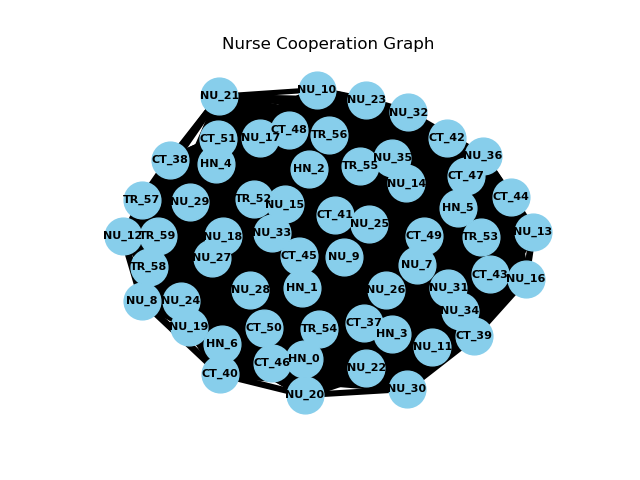 Nurse Cooperation Graph
NU_21
NU_10
NU_23
NU_32
CT_51
NU_17
CT_48
TR_56
CT_42
CT_38
HN_4
HN_2
TR_55
NU_35
NU_36
CT_47
NU_14
TR_57
NU_29
TR_52
NU_15
CT_44
HN_5
CT_41
NU_25
NU_12
TR_59
NU_18
NU_33
CT_49
TR_53
NU_13
TR_58
NU_27
CT_45
NU_9
NU_7
CT_43
NU_16
NU_8
NU_24
NU_28
HN_1
NU_26
NU_31
NU_34
NU_19
CT_50
TR_54
CT_37
HN_3
CT_39
HN_6
NU_11
CT_40
CT_46
HN_0
NU_22
NU_20
NU_30